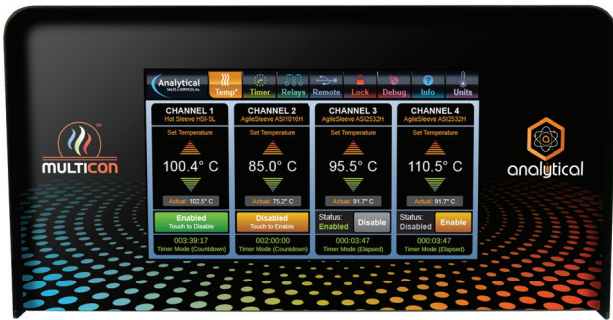 Analytical
SALES & SERVICES, INC.
Temp°
Timer
Relays
Remote
Lock
Debug
Info
Units
CHANNEL 1
Hot Sleeve HSI-5L
Set Temperature
100.4° C
Actual: 102.5° C
Enabled
Touch to Disable
003:39:17
Timer Mode (Countdown)
CHANNEL 2
AgileSleeve ASI1016H
Set Temperature
85.0° C
Actual: 75.2° C
Disabled
Touch to Enable
002:00:00
Timer Mode (Countdown)
CHANNEL 3
AgileSleeve ASI2532H
Set Temperature
95.5° C
Actual: 91.7° C
Status:
Enabled
Disable
000:03:47
Timer Mode (Elapsed)
CHANNEL 4
AgileSleeve ASI2532H
Set Temperature
110.5° C
Actual: 91.7° C
Status:
Disabled
Enable
000:03:47
Timer Mode (Elapsed)
MULTICON
TM
analytical